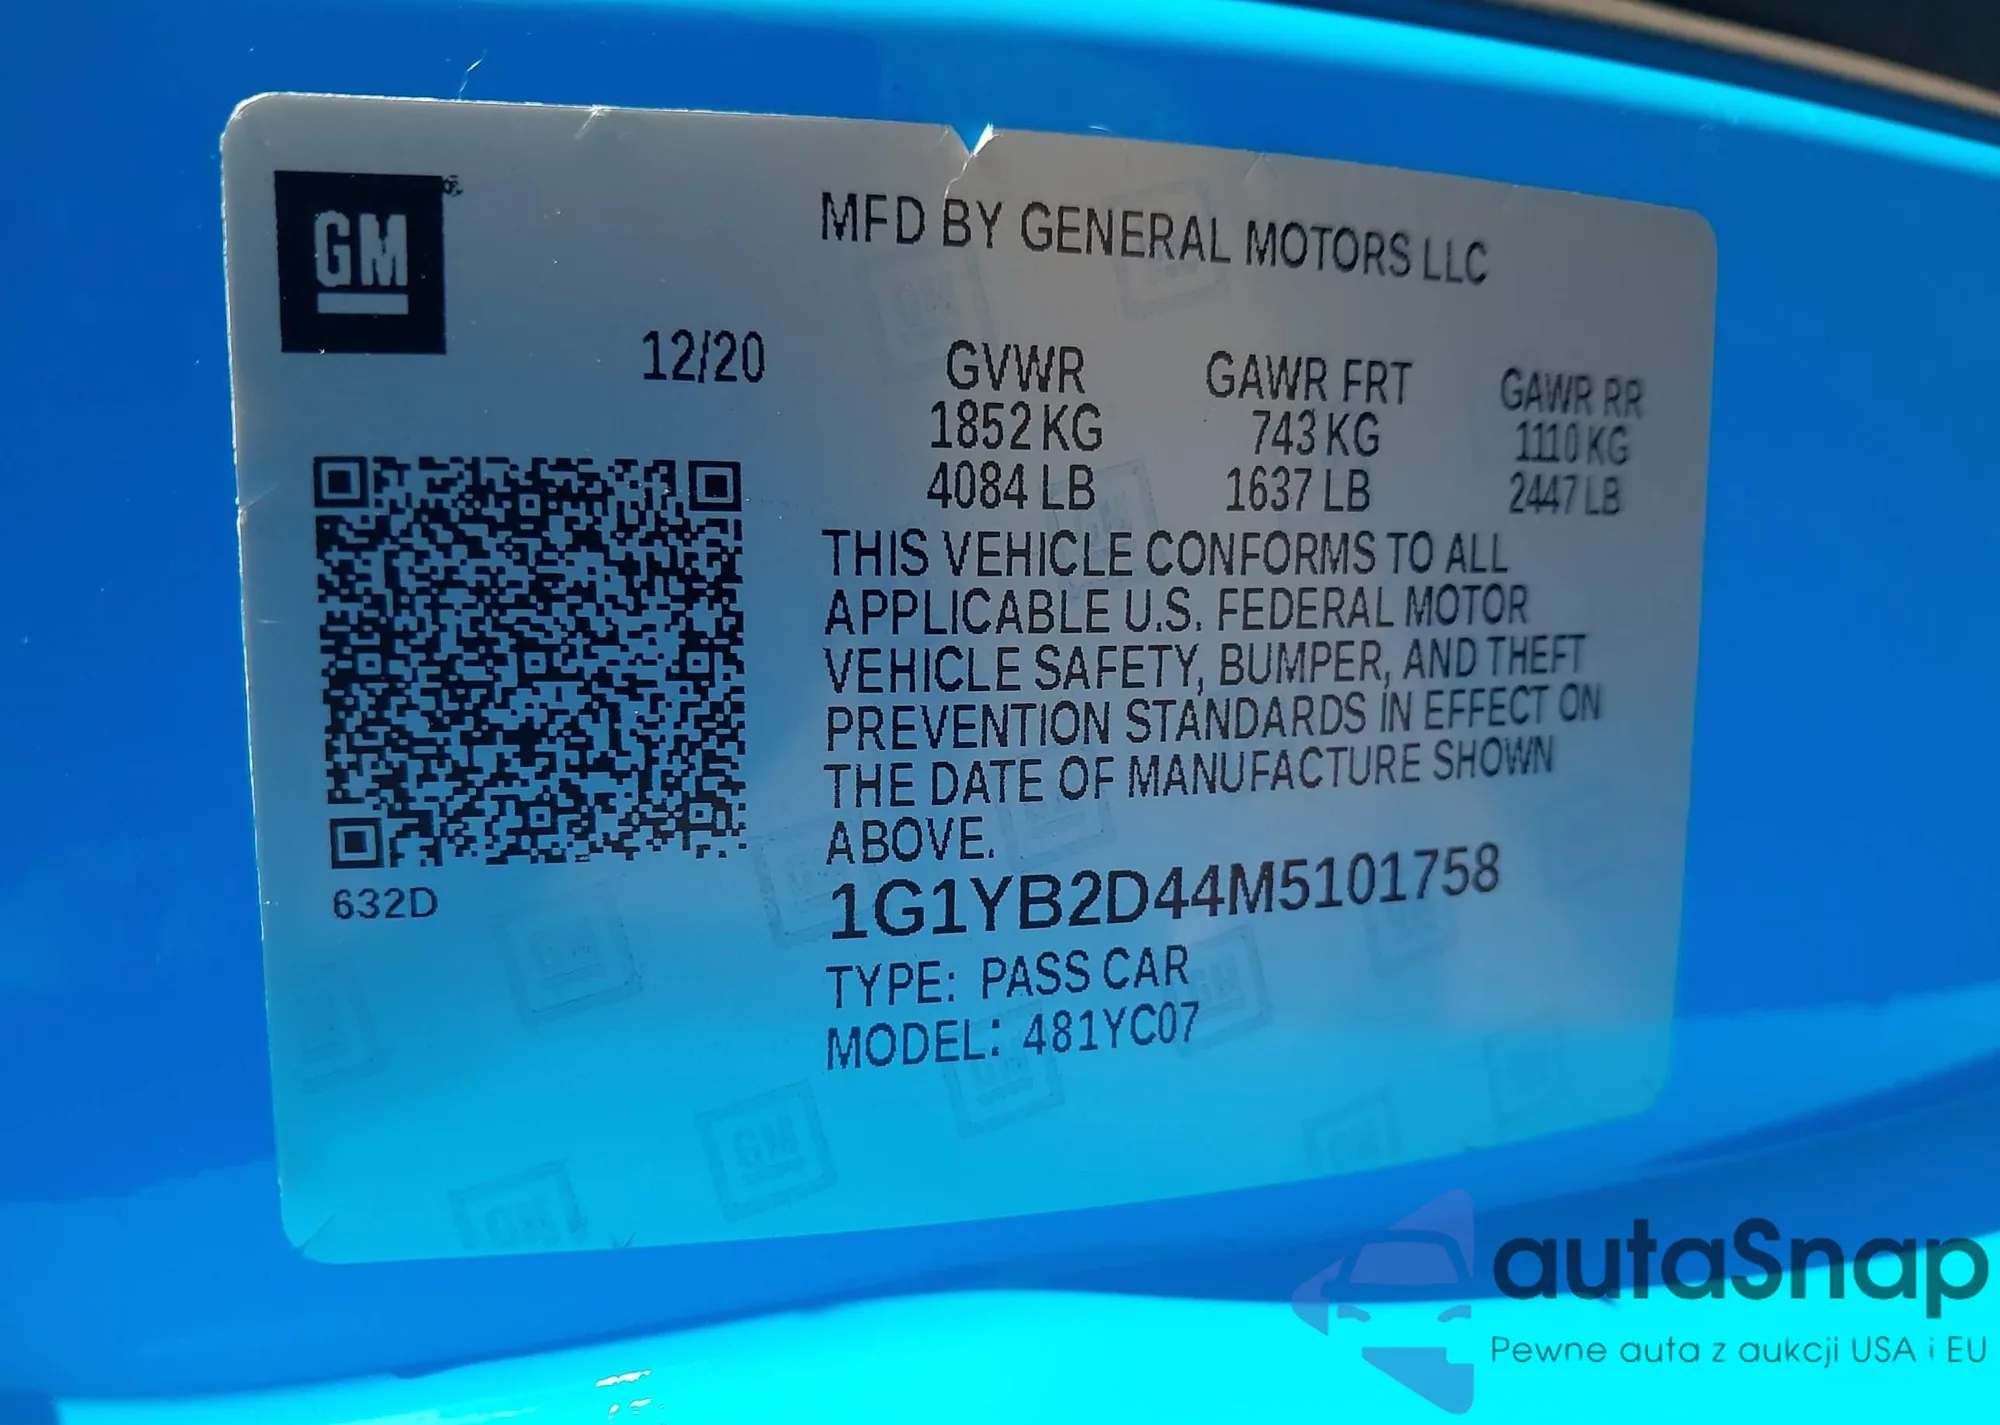 GM
MFD BY GENERAL MOTORS LLC
12/20
GVWR GAWR FRT GAWR RR
1852 KG 743 KG 1110 KG
4084 LB 1637 LB 2447 LB
THIS VEHICLE CONFORMS TO ALL
APPLICABLE U.S. FEDERAL MOTOR
VEHICLE SAFETY, BUMPER, AND THEFT
PREVENTION STANDARDS IN EFFECT ON
THE DATE OF MANUFACTURE SHOWN
ABOVE.
632D
1G1YB2D44M5101758
TYPE: PASS CAR
MODEL: 481YC07
autaSnap
Pewne auta z aukcji USA i EU